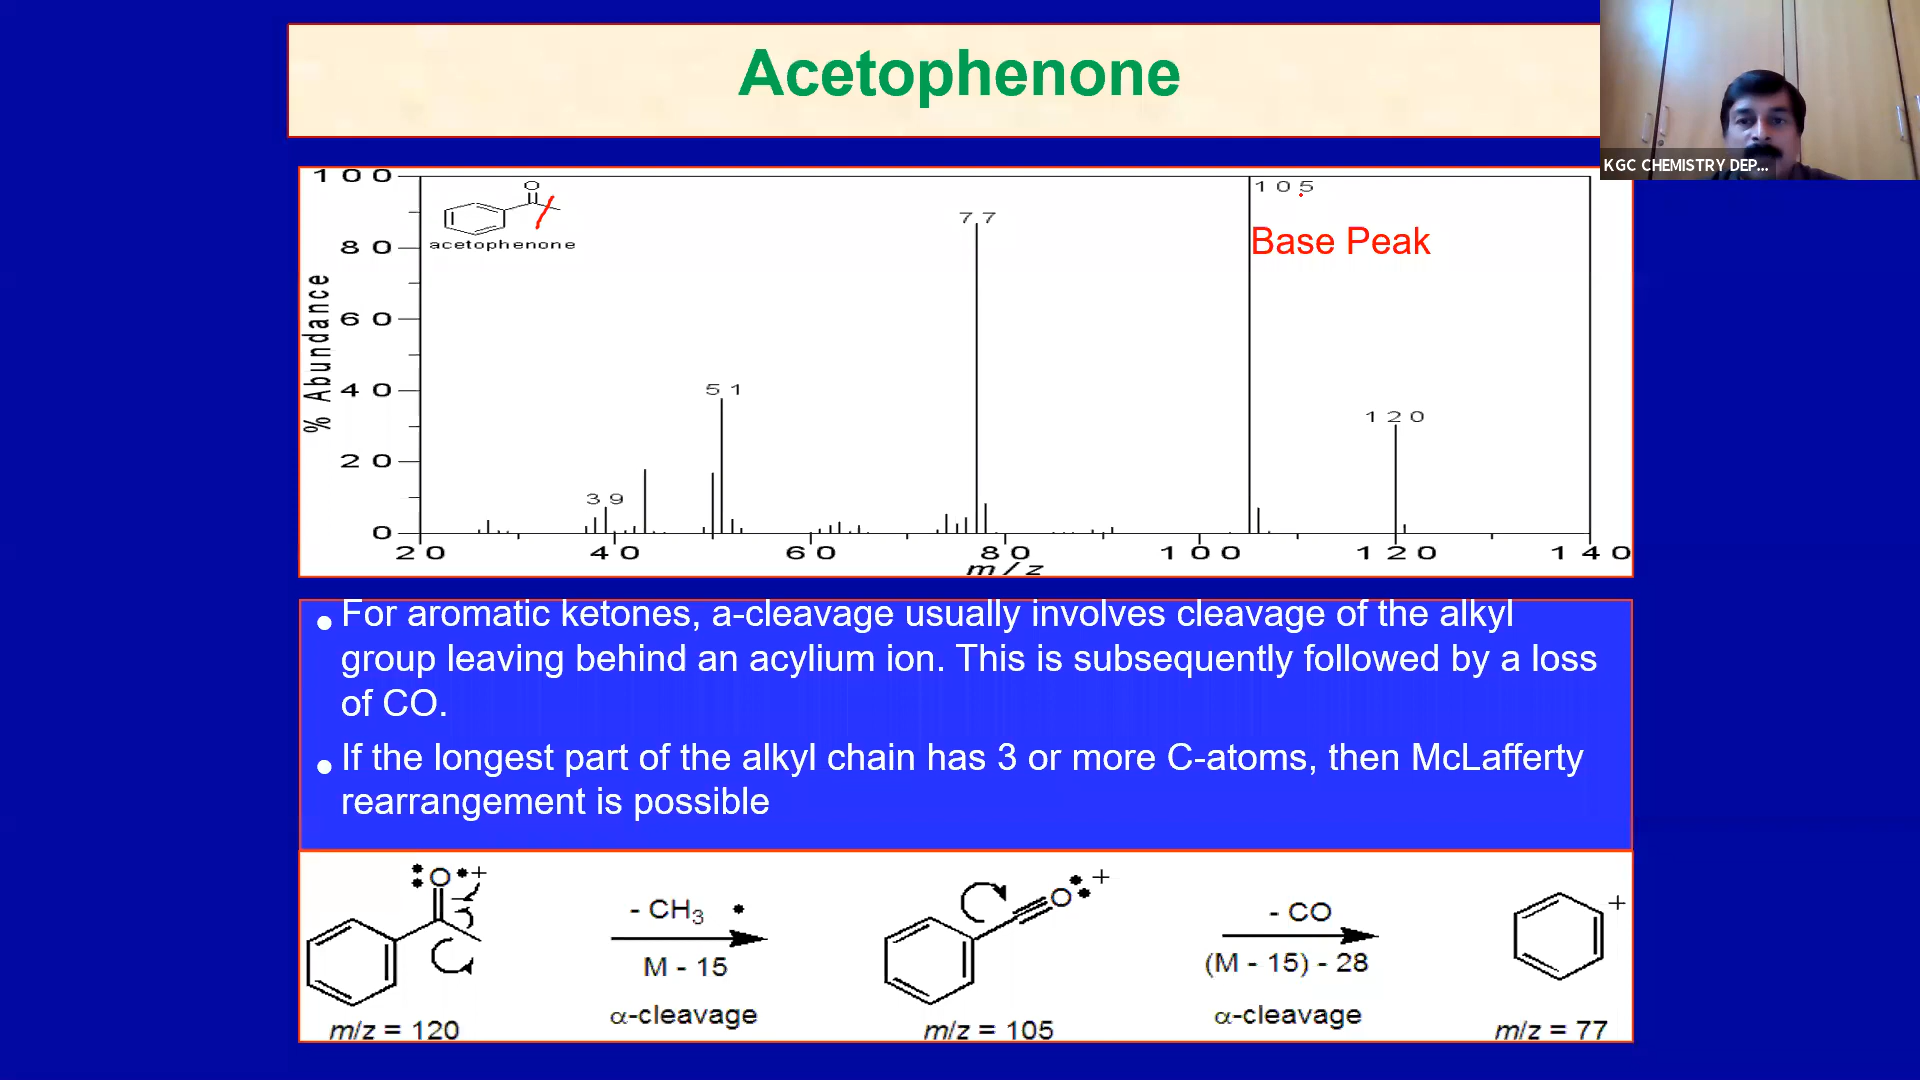 Acetophenone
KGC CHEMISTRY DEP...
100
80
60
40
20
0
% Abundance
O
acetophenone
39
51
77
105
Base Peak
120
20 40 60 80 100 120 140
m/z
• For aromatic ketones, a-cleavage usually involves cleavage of the alkyl
group leaving behind an acylium ion. This is subsequently followed by a loss
of CO.
• If the longest part of the alkyl chain has 3 or more C-atoms, then McLafferty
rearrangement is possible
O•+
- CH3 •
M - 15
α-cleavage
m/z = 120
O +
m/z = 105
- CO
(M - 15) - 28
α-cleavage
+
m/z = 77